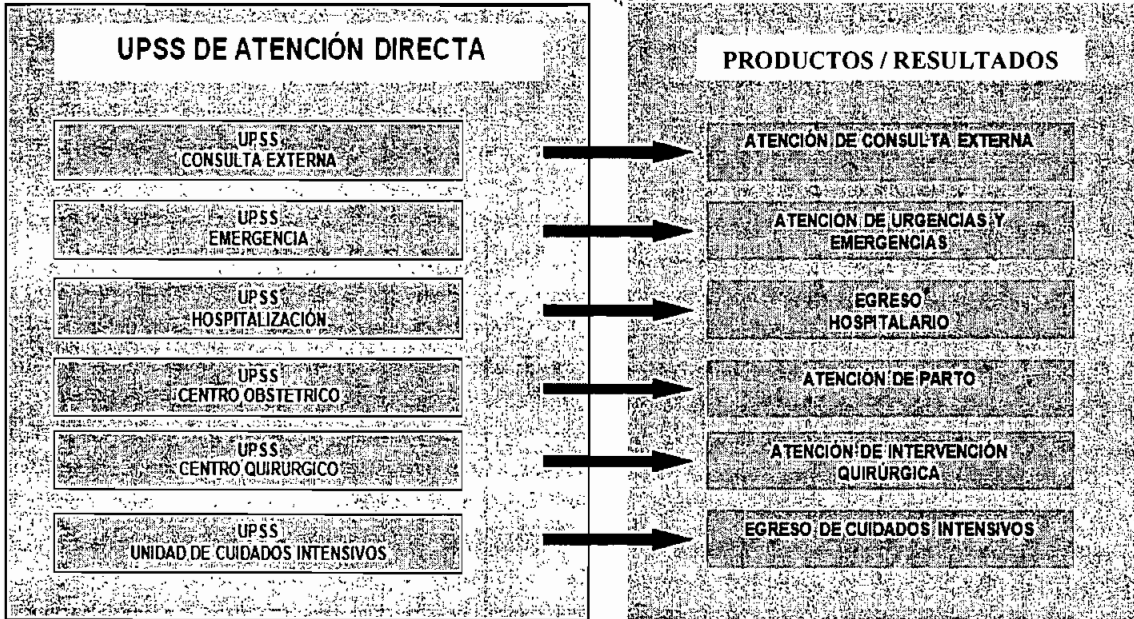 UPSS DE ATENCIÓN DIRECTA
UPSS
CONSULTA EXTERNA
UPSS
EMERGENCIA
UPSS
HOSPITALIZACIÓN
UPSS
CENTRO OBSTETRICO
UPSS
CENTRO QUIRURGICO
UPSS
UNIDAD DE CUIDADOS INTENSIVOS
PRODUCTOS / RESULTADOS
ATENCIÓN DE CONSULTA EXTERNA
ATENCIÓN DE URGENCIAS Y
EMERGENCIAS
EGRESO
HOSPITALARIO
ATENCIÓN DE PARTO
ATENCIÓN DE INTERVENCIÓN
QUIRÚRGICA
EGRESO DE CUIDADOS INTENSIVOS